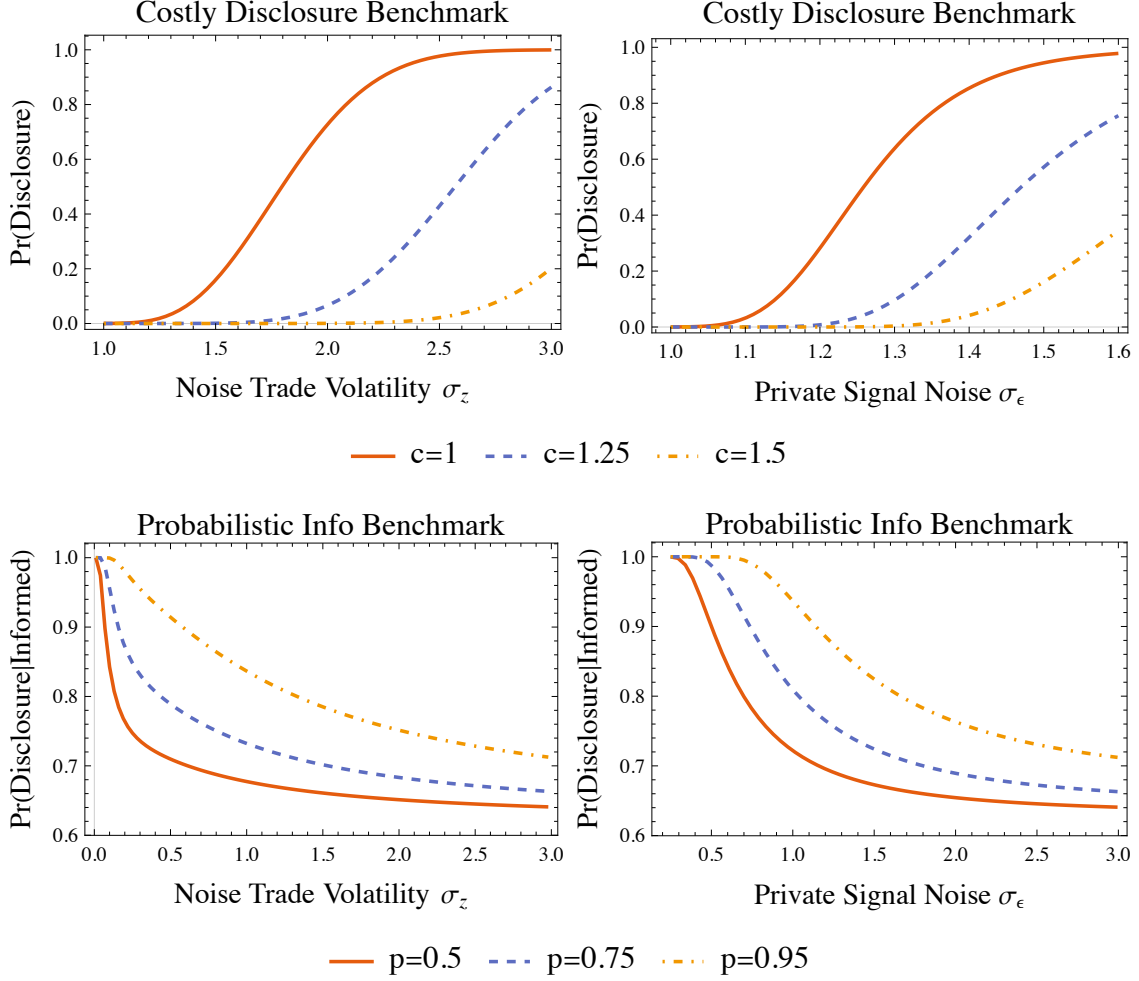 Costly Disclosure Benchmark
Pr(Disclosure)
1.0
0.8
0.6
0.4
0.2
0.0
1.0 1.5 2.0 2.5 3.0
Noise Trade Volatility σz
Costly Disclosure Benchmark
Pr(Disclosure)
1.0
0.8
0.6
0.4
0.2
0.0
1.0 1.1 1.2 1.3 1.4 1.5 1.6
Private Signal Noise σϵ
c=1 c=1.25 c=1.5
Probabilistic Info Benchmark
Pr(Disclosure|Informed)
1.0
0.9
0.8
0.7
0.6
0.0 0.5 1.0 1.5 2.0 2.5 3.0
Noise Trade Volatility σz
Probabilistic Info Benchmark
Pr(Disclosure|Informed)
1.0
0.9
0.8
0.7
0.6
0.5 1.0 1.5 2.0 2.5 3.0
Private Signal Noise σϵ
p=0.5 p=0.75 p=0.95